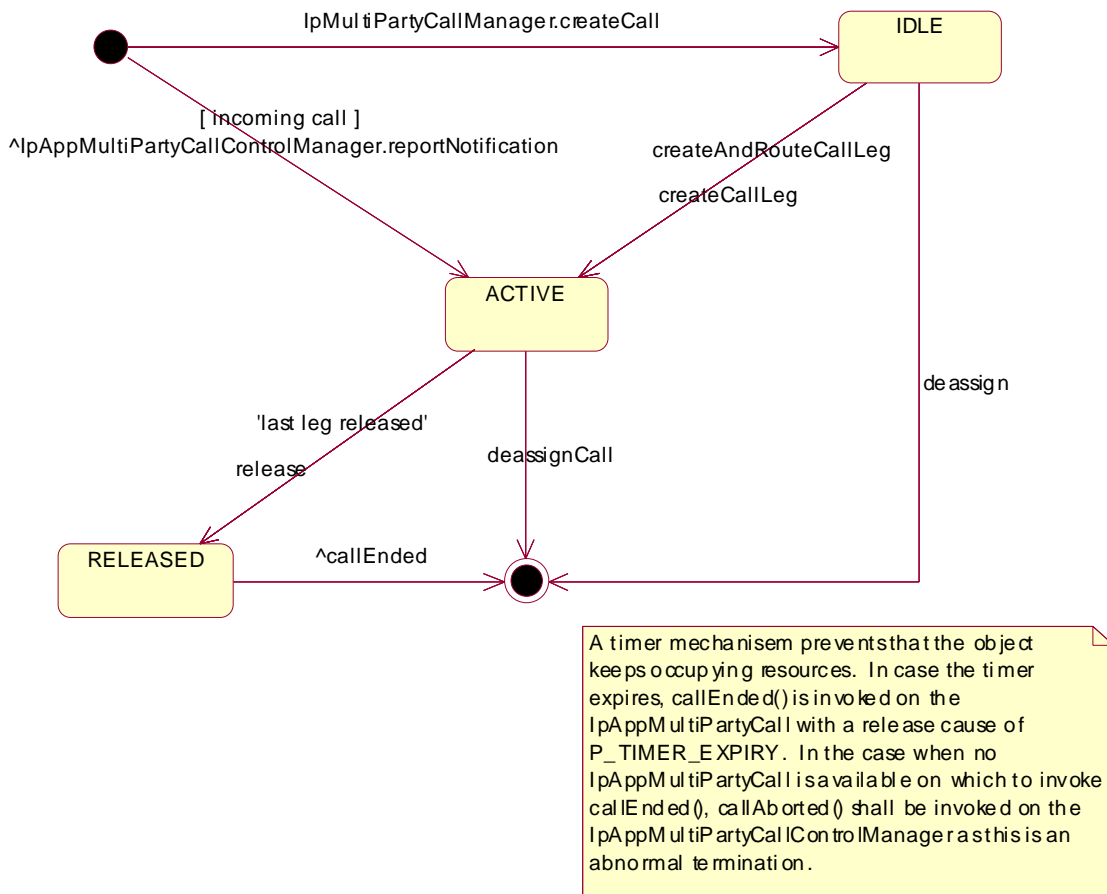 IpMultiPartyCallManager.createCall
IDLE
[ incoming call ]
^IpAppMultiPartyCallControlManager.reportNotification
createAndRouteCallLeg
createCallLeg
ACTIVE
deassign
'last leg released'
deassignCall
release
RELEASED
^callEnded
A timer mechanisem prevents that the object
keeps occupying resources. In case the timer
expires, callEnded() is invoked on the
IpAppMultiPartyCall with a release cause of
P_TIMER_EXPIRY. In the case when no
IpAppMultiPartyCall is available on which to invoke
callEnded(), callAborted() shall be invoked on the
IpAppMultiPartyCallControlManager as this is an
abnormal termination.